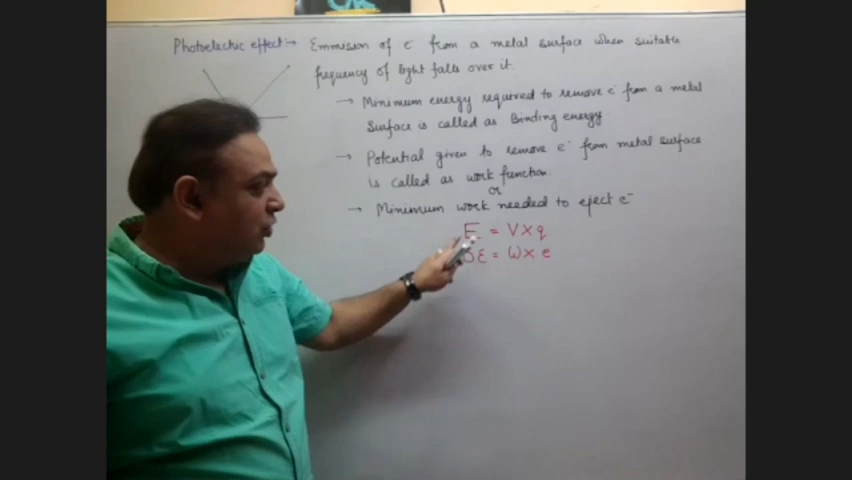 Photoelectric effect:→ Emmision of e⁻ from a metal surface when suitable
frequency of light falls over it.
→ Minimum energy required to remove e⁻ from a metal
surface is called as Binding energy
→ Potential given to remove e⁻ from metal surface
is called as work function.
or
→ Minimum work needed to eject e⁻
E = V × q
B.E = W × e